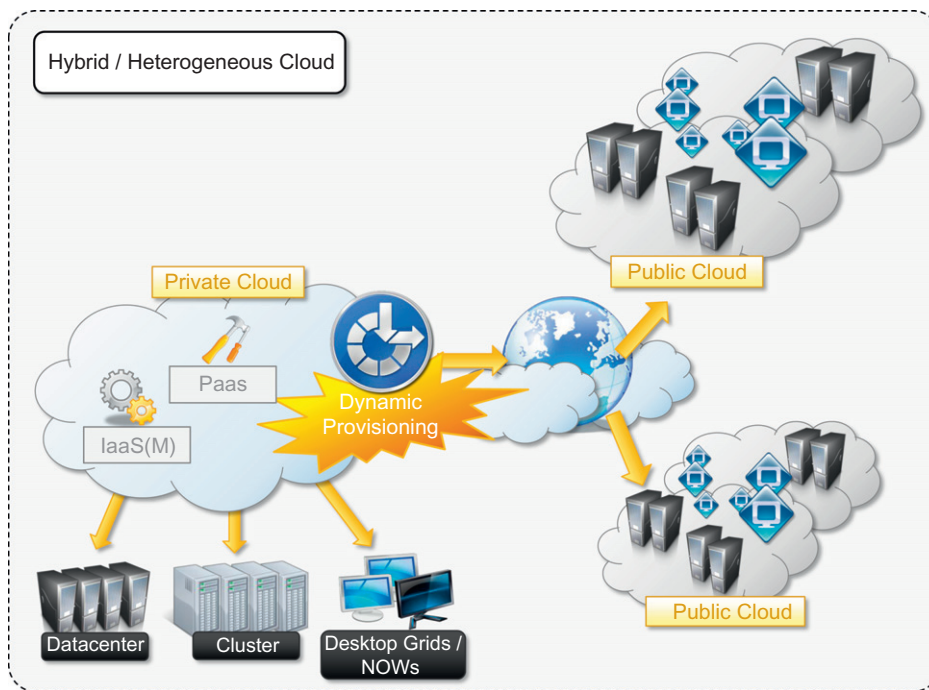 Hybrid / Heterogeneous Cloud
Public Cloud
Private Cloud
Paas
Dynamic
Provisioning
IaaS(M)
Public Cloud
Datacenter
Cluster
Desktop Grids /
NOWs